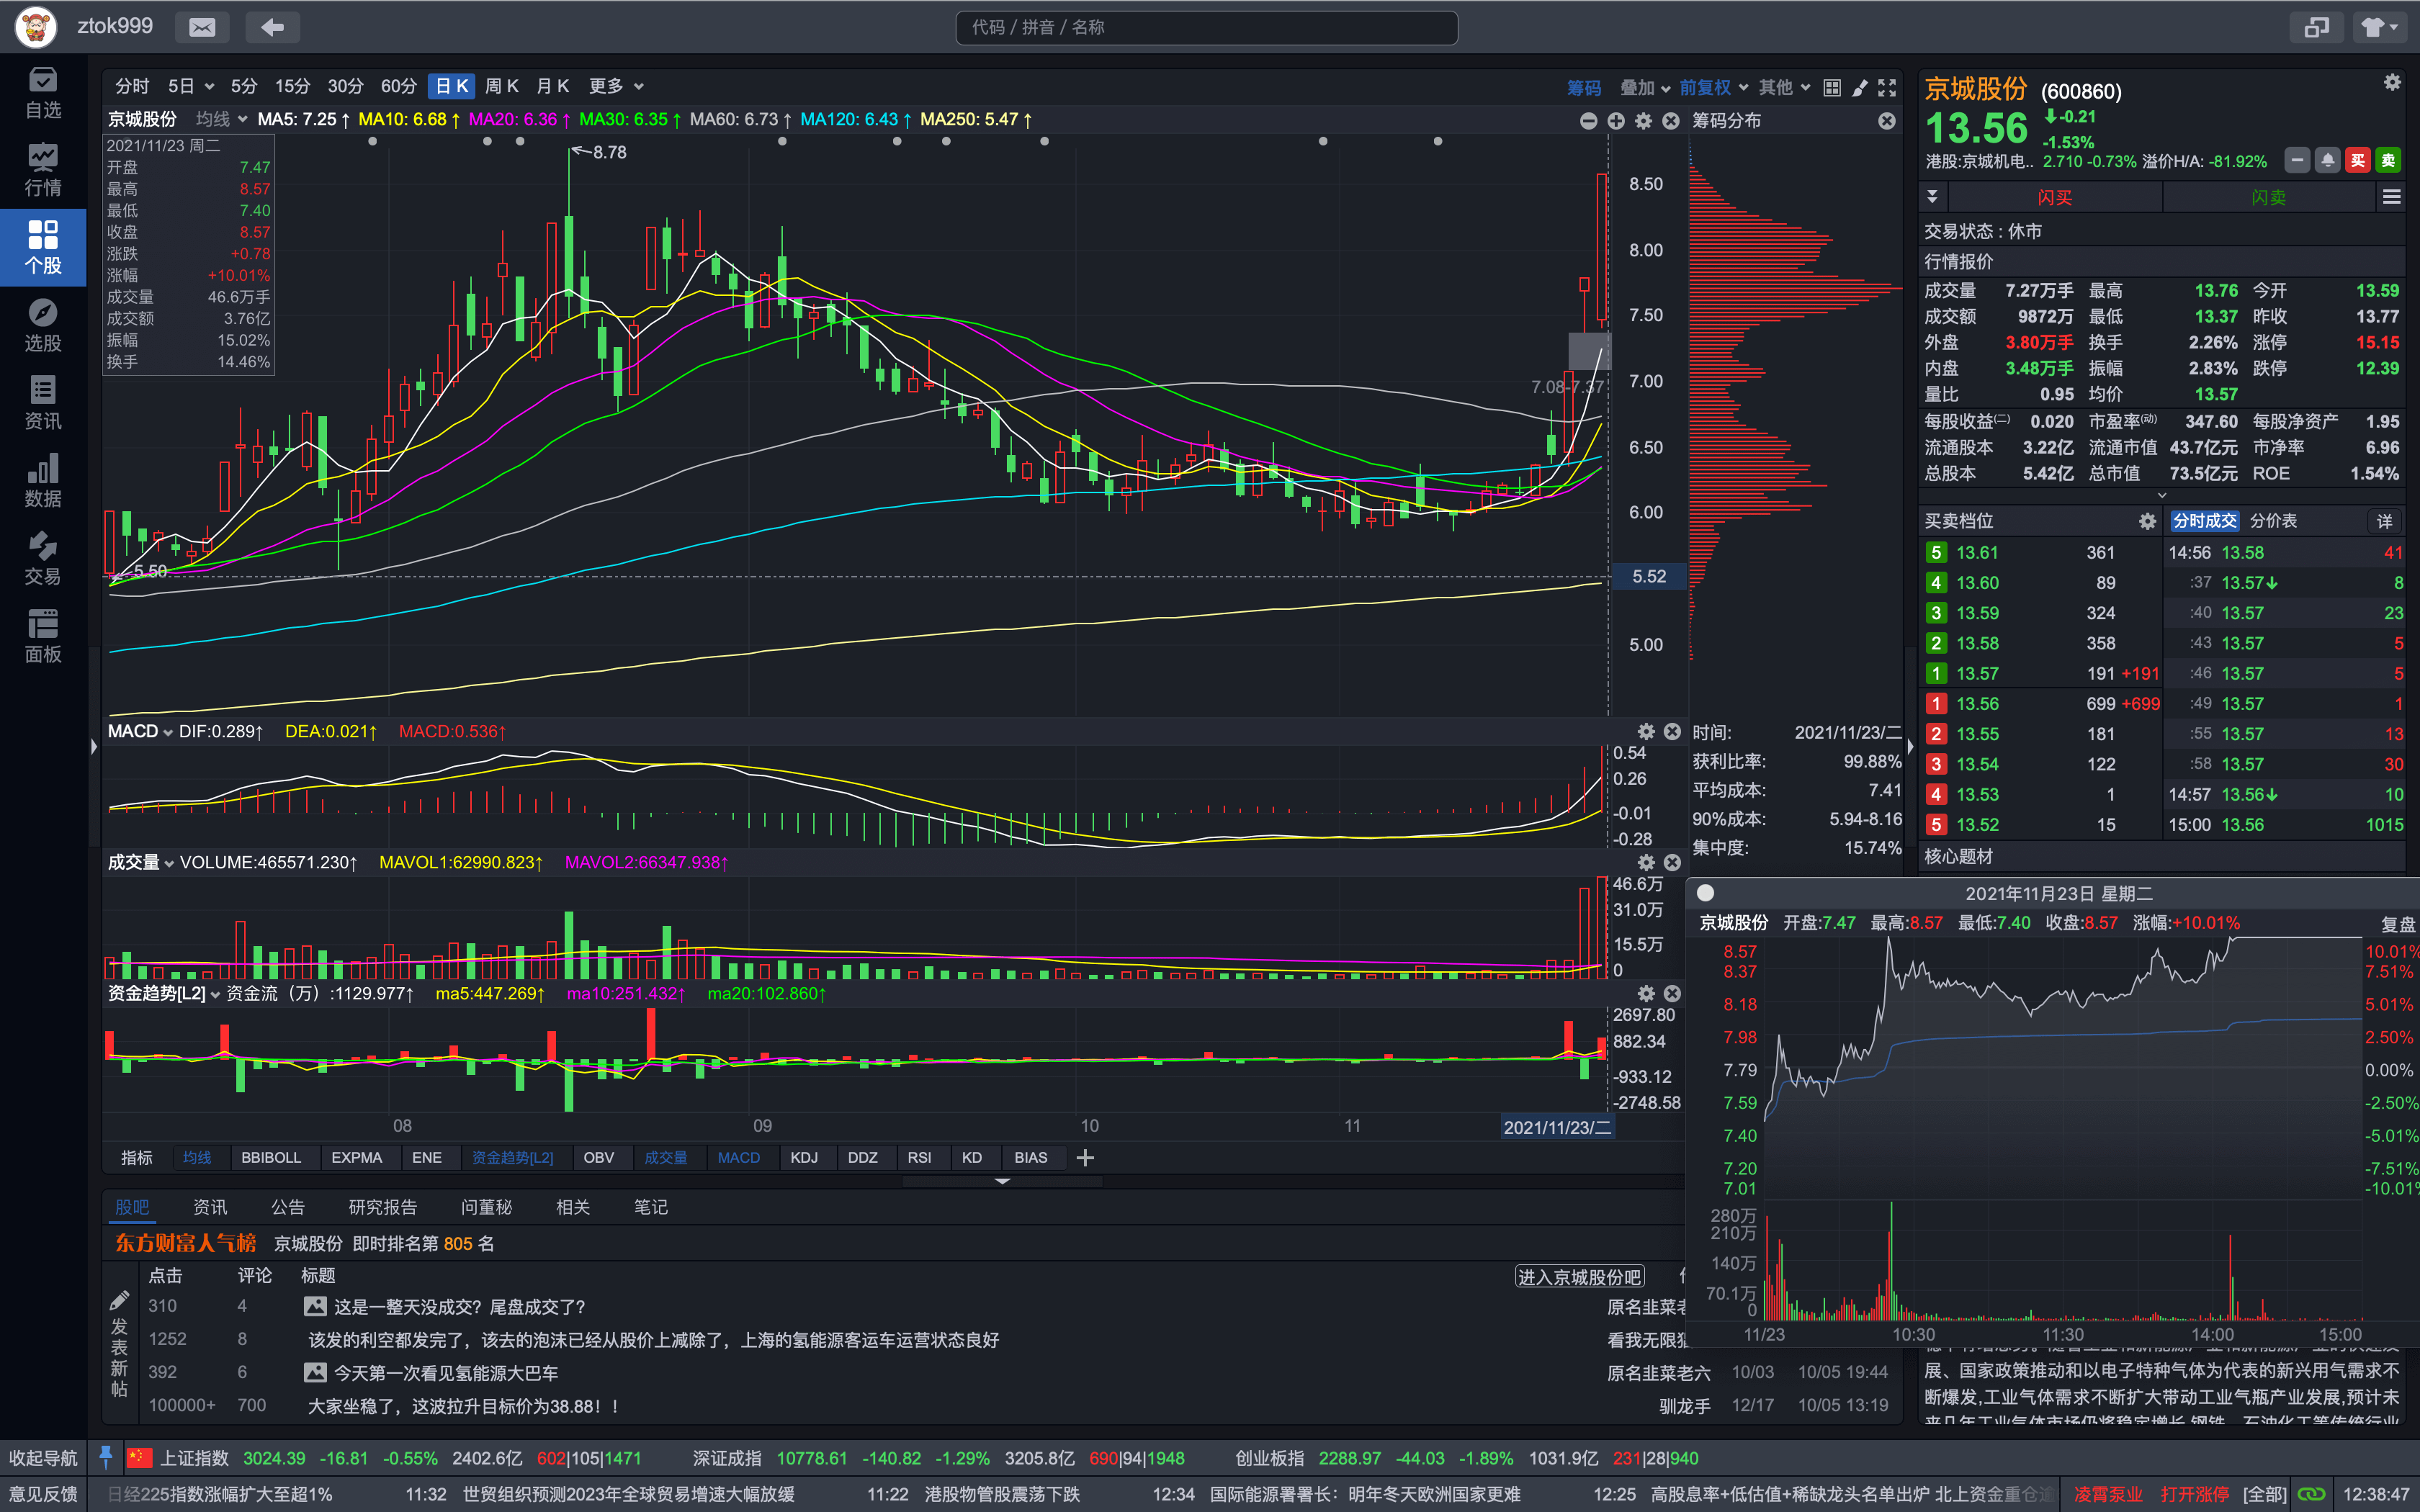 ztok999
代码 / 拼音 / 名称
自选
行情
个股
选股
资讯
数据
交易
面板
分时 5日 5分 15分 30分 60分 日K 周K 月K 更多
筹码 叠加 前复权 其他
京城股份 均线 MA5: 7.25↑ MA10: 6.68↑ MA20: 6.36↑ MA30: 6.35↑ MA60: 6.73↑ MA120: 6.43↑ MA250: 5.47↑
筹码分布
2021/11/23 周二
开盘 7.47
最高 8.57
最低 7.40
收盘 8.57
涨跌 +0.78
涨幅 +10.01%
成交量 46.6万手
成交额 3.76亿
振幅 15.02%
换手 14.46%
8.78
7.08-7.37
5.50
8.50
8.00
7.50
7.00
6.50
6.00
5.52
5.00
MACD DIF:0.289↑ DEA:0.021↑ MACD:0.536↑
0.54
0.26
-0.01
-0.28
成交量 VOLUME:465571.230↑ MAVOL1:62990.823↑ MAVOL2:66347.938↑
46.6万
31.0万
15.5万
0
资金趋势[L2] 资金流（万）:1129.977↑ ma5:447.269↑ ma10:251.432↑ ma20:102.860↑
2697.80
882.34
-933.12
-2748.58
08 09 10 11 2021/11/23/二
时间: 2021/11/23/二
获利比率: 99.88%
平均成本: 7.41
90%成本: 5.94-8.16
集中度: 15.74%
指标 均线 BBIBOLL EXPMA ENE 资金趋势[L2] OBV 成交量 MACD KDJ DDZ RSI KD BIAS
股吧 资讯 公告 研究报告 问董秘 相关 笔记
东方财富人气榜 京城股份 即时排名第 805 名
点击 评论 标题 进入京城股份吧
发表新帖
310 4 这是一整天没成交？尾盘成交了？ 原名韭菜
1252 8 该发的利空都发完了，该去的泡沫已经从股价上减除了，上海的氢能源客运车运营状态良好 看我无限
392 6 今天第一次看见氢能源大巴车 原名韭菜老六 10/03 10/05 19:44
100000+ 700 大家坐稳了，这波拉升目标价为38.88！！ 驯龙手 12/17 10/05 13:19
京城股份 (600860)
13.56 -0.21
-1.53%
港股:京城机电.. 2.710 -0.73% 溢价H/A: -81.92% 买 卖
闪买 闪卖
交易状态 : 休市
行情报价
成交量 7.27万手 最高 13.76 今开 13.59
成交额 9872万 最低 13.37 昨收 13.77
外盘 3.80万手 换手 2.26% 涨停 15.15
内盘 3.48万手 振幅 2.83% 跌停 12.39
量比 0.95 均价 13.57
每股收益(二) 0.020 市盈率(动) 347.60 每股净资产 1.95
流通股本 3.22亿 流通市值 43.7亿元 市净率 6.96
总股本 5.42亿 总市值 73.5亿元 ROE 1.54%
买卖档位 分时成交 分价表 详
5 13.61 361 14:56 13.58 41
4 13.60 89 :37 13.57↓ 8
3 13.59 324 :40 13.57 23
2 13.58 358 :43 13.57 5
1 13.57 191 +191 :46 13.57 5
1 13.56 699 +699 :49 13.57 1
2 13.55 181 :55 13.57 13
3 13.54 122 :58 13.57 30
4 13.53 1 14:57 13.56↓ 10
5 13.52 15 15:00 13.56 1015
核心题材
2021年11月23日 星期二
京城股份 开盘:7.47 最高:8.57 最低:7.40 收盘:8.57 涨幅:+10.01% 复盘
8.57 10.01%
8.37 7.51%
8.18 5.01%
7.98 2.50%
7.79 0.00%
7.59 -2.50%
7.40 -5.01%
7.20 -7.51%
7.01 -10.01%
280万
210万
140万
70.1万
0
11/23 10:30 11:30 14:00 15:00
展、国家政策推动和以电子特种气体为代表的新兴用气需求不
断爆发,工业气体需求不断扩大带动工业气瓶产业发展,预计未
来几年工业气体市场仍将稳定增长,钢铁、石油化工等传统行业
收起导航 上证指数 3024.39 -16.81 -0.55% 2402.6亿 602|105|1471 深证成指 10778.61 -140.82 -1.29% 3205.8亿 690|94|1948 创业板指 2288.97 -44.03 -1.89% 1031.9亿 231|28|940
意见反馈 日经225指数涨幅扩大至超1% 11:32 世贸组织预测2023年全球贸易增速大幅放缓 11:22 港股物管股震荡下跌 12:34 国际能源署署长：明年冬天欧洲国家更难 12:25 高股息率+低估值+稀缺龙头名单出炉 北上资金重仓 凌霄泵业 打开涨停 [全部] 12:38:47